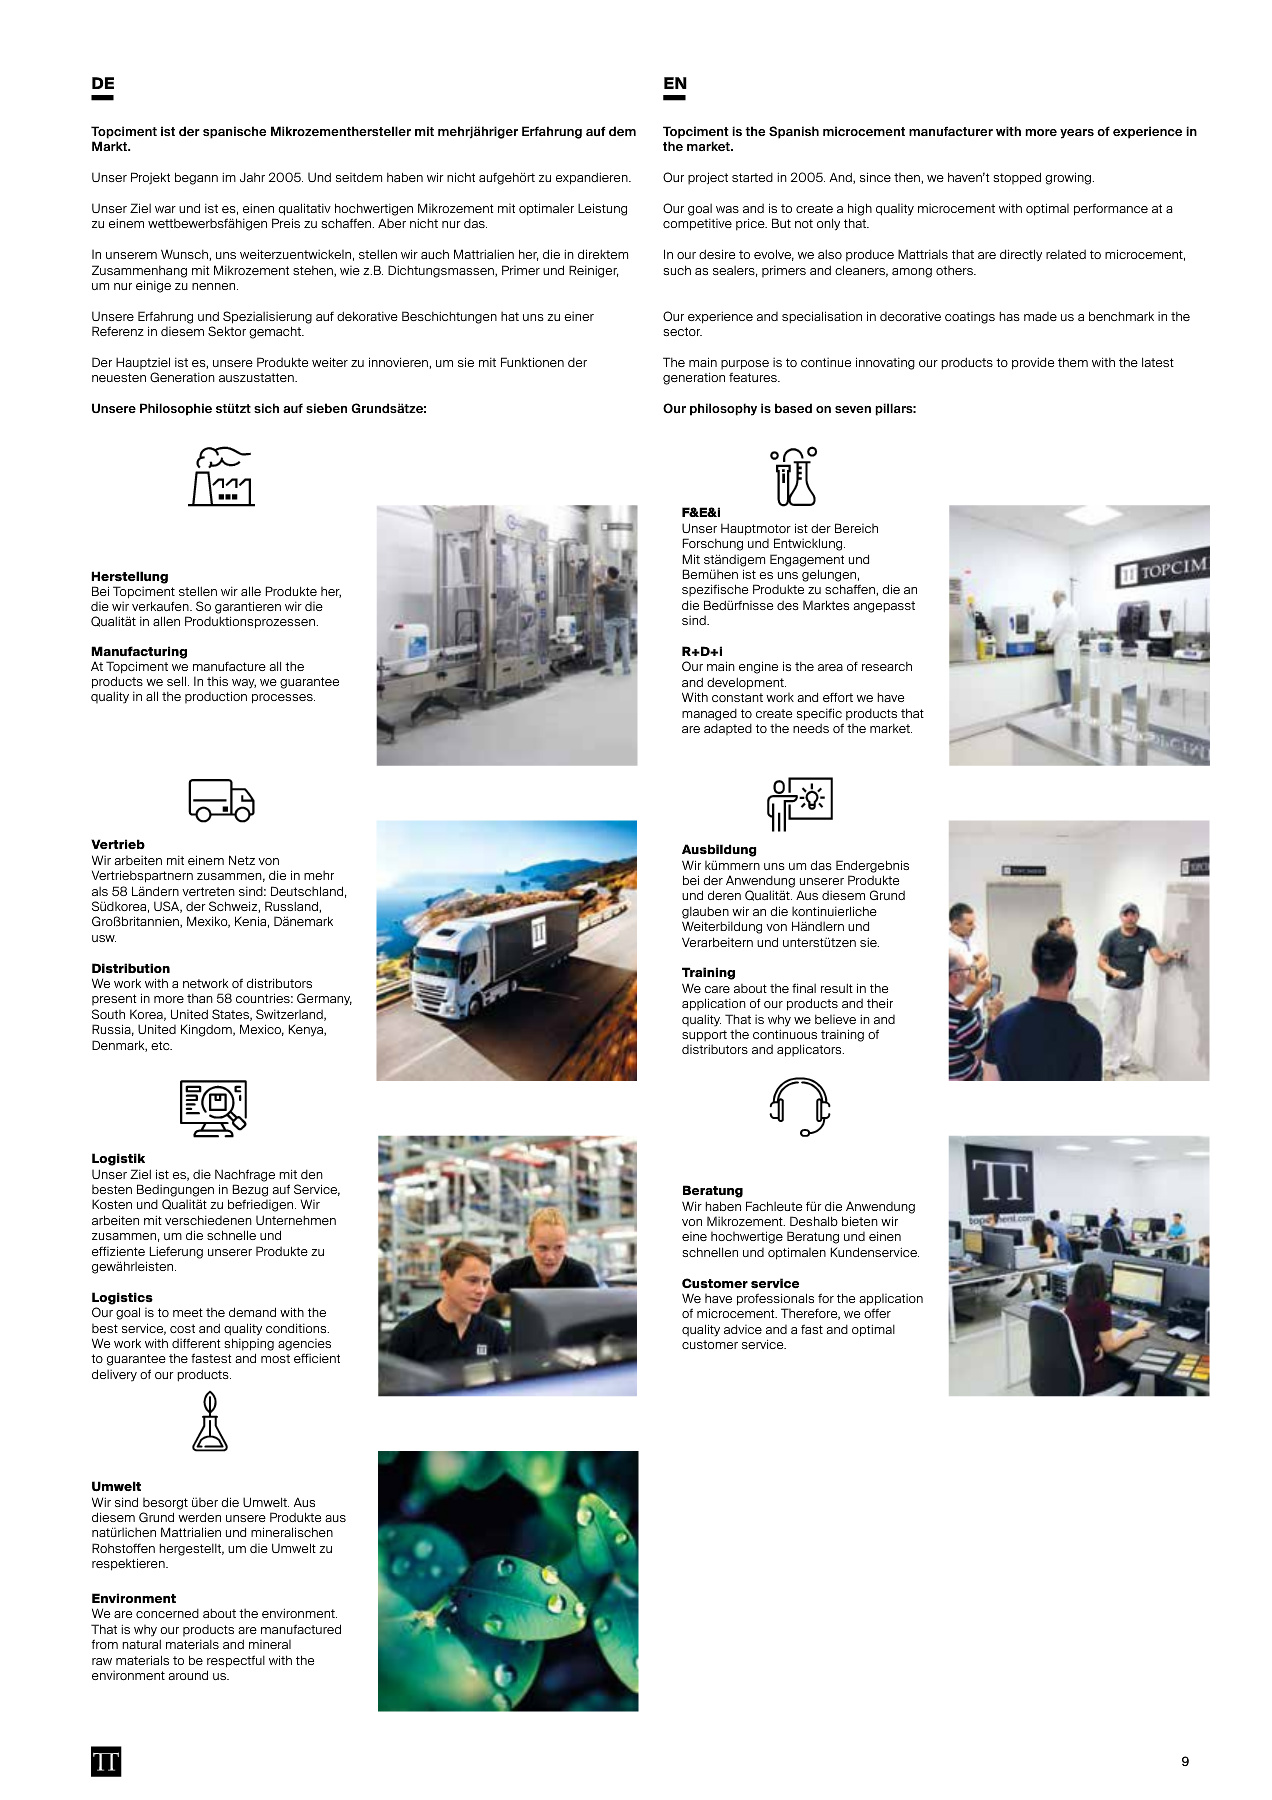 DE
Topciment ist der spanische Mikrozementhersteller mit mehrjähriger Erfahrung auf dem
Markt.
Unser Projekt begann im Jahr 2005. Und seitdem haben wir nicht aufgehört zu expandieren.
Unser Ziel war und ist es, einen qualitativ hochwertigen Mikrozement mit optimaler Leistung
zu einem wettbewerbsfähigen Preis zu schaffen. Aber nicht nur das.
In unserem Wunsch, uns weiterzuentwickeln, stellen wir auch Mattrialien her, die in direktem
Zusammenhang mit Mikrozement stehen, wie z.B. Dichtungsmassen, Primer und Reiniger,
um nur einige zu nennen.
Unsere Erfahrung und Spezialisierung auf dekorative Beschichtungen hat uns zu einer
Referenz in diesem Sektor gemacht.
Der Hauptziel ist es, unsere Produkte weiter zu innovieren, um sie mit Funktionen der
neuesten Generation auszustatten.
Unsere Philosophie stützt sich auf sieben Grundsätze:
EN
Topciment is the Spanish microcement manufacturer with more years of experience in
the market.
Our project started in 2005. And, since then, we haven't stopped growing.
Our goal was and is to create a high quality microcement with optimal performance at a
competitive price. But not only that.
In our desire to evolve, we also produce Mattrials that are directly related to microcement,
such as sealers, primers and cleaners, among others.
Our experience and specialisation in decorative coatings has made us a benchmark in the
sector.
The main purpose is to continue innovating our products to provide them with the latest
generation features.
Our philosophy is based on seven pillars:
Herstellung
Bei Topciment stellen wir alle Produkte her,
die wir verkaufen. So garantieren wir die
Qualität in allen Produktionsprozessen.
Manufacturing
At Topciment we manufacture all the
products we sell. In this way, we guarantee
quality in all the production processes.
F&E&i
Unser Hauptmotor ist der Bereich
Forschung und Entwicklung.
Mit ständigem Engagement und
Bemühen ist es uns gelungen,
spezifische Produkte zu schaffen, die an
die Bedürfnisse des Marktes angepasst
sind.
R+D+i
Our main engine is the area of research
and development.
With constant work and effort we have
managed to create specific products that
are adapted to the needs of the market.
TT TOPCIM
Vertrieb
Wir arbeiten mit einem Netz von
Vertriebspartnern zusammen, die in mehr
als 58 Ländern vertreten sind: Deutschland,
Südkorea, USA, der Schweiz, Russland,
Großbritannien, Mexiko, Kenia, Dänemark
usw.
Distribution
We work with a network of distributors
present in more than 58 countries: Germany,
South Korea, United States, Switzerland,
Russia, United Kingdom, Mexico, Kenya,
Denmark, etc.
TT
Ausbildung
Wir kümmern uns um das Endergebnis
bei der Anwendung unserer Produkte
und deren Qualität. Aus diesem Grund
glauben wir an die kontinuierliche
Weiterbildung von Händlern und
Verarbeitern und unterstützen sie.
Training
We care about the final result in the
application of our products and their
quality. That is why we believe in and
support the continuous training of
distributors and applicators.
Logistik
Unser Ziel ist es, die Nachfrage mit den
besten Bedingungen in Bezug auf Service,
Kosten und Qualität zu befriedigen. Wir
arbeiten mit verschiedenen Unternehmen
zusammen, um die schnelle und
effiziente Lieferung unserer Produkte zu
gewährleisten.
Logistics
Our goal is to meet the demand with the
best service, cost and quality conditions.
We work with different shipping agencies
to guarantee the fastest and most efficient
delivery of our products.
TT
Beratung
Wir haben Fachleute für die Anwendung
von Mikrozement. Deshalb bieten wir
eine hochwertige Beratung und einen
schnellen und optimalen Kundenservice.
Customer service
We have professionals for the application
of microcement. Therefore, we offer
quality advice and a fast and optimal
customer service.
TT
Umwelt
Wir sind besorgt über die Umwelt. Aus
diesem Grund werden unsere Produkte aus
natürlichen Mattrialien und mineralischen
Rohstoffen hergestellt, um die Umwelt zu
respektieren.
Environment
We are concerned about the environment.
That is why our products are manufactured
from natural materials and mineral
raw materials to be respectful with the
environment around us.
TT
9